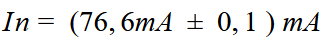 In = (76,6mA ± 0,1 ) mA